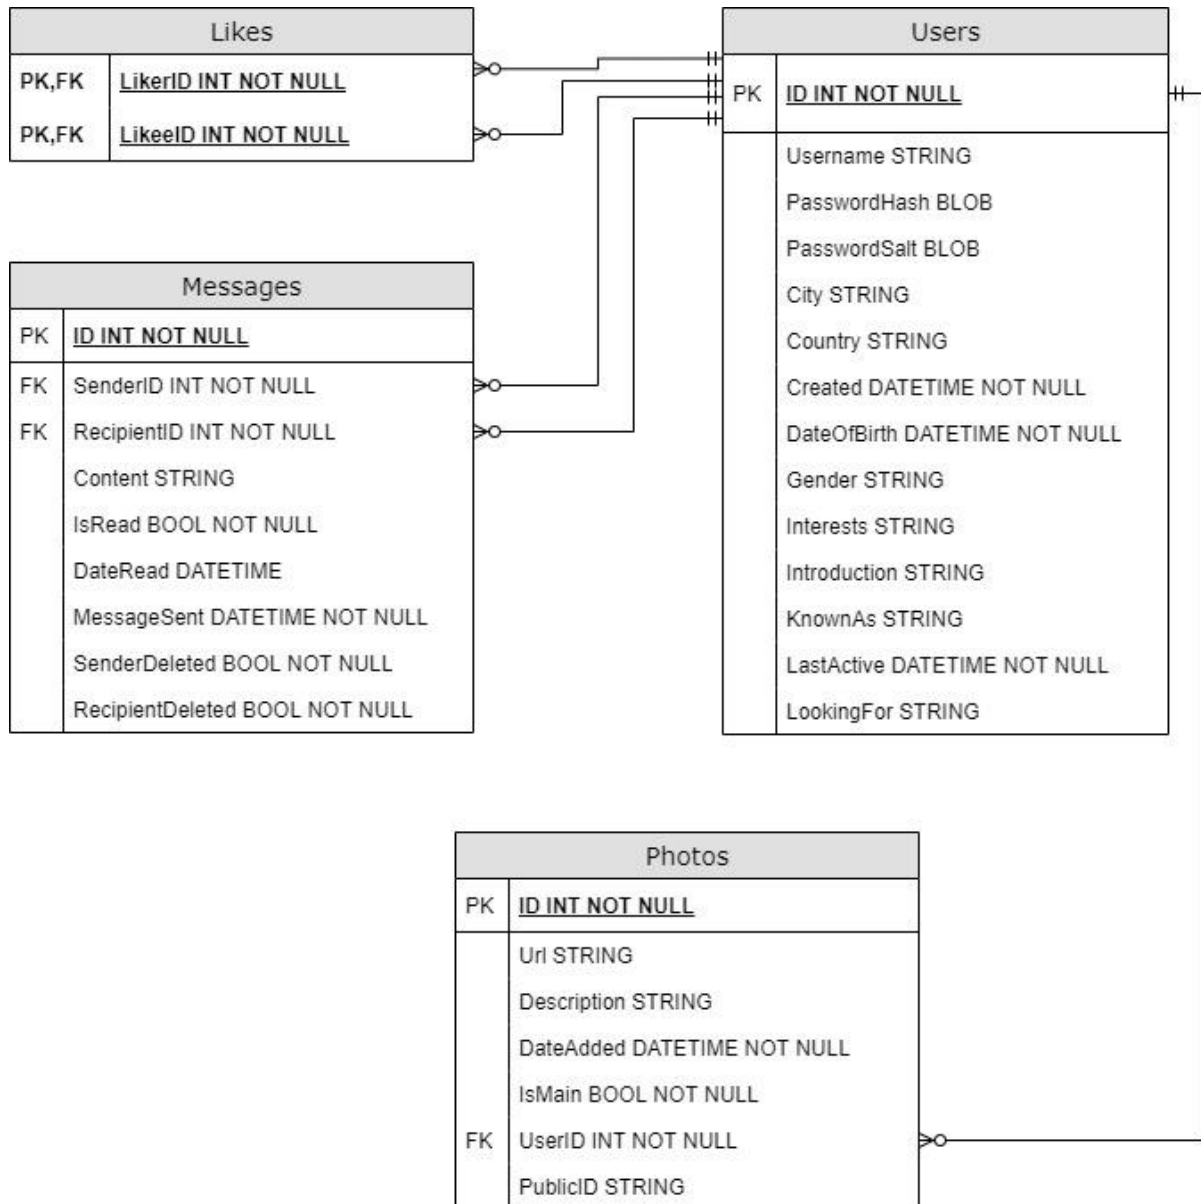 Likes
PK,FK LikerID INT NOT NULL
PK,FK LikeeID INT NOT NULL
Messages
PK ID INT NOT NULL
FK SenderID INT NOT NULL
FK RecipientID INT NOT NULL
Content STRING
IsRead BOOL NOT NULL
DateRead DATETIME
MessageSent DATETIME NOT NULL
SenderDeleted BOOL NOT NULL
RecipientDeleted BOOL NOT NULL
Users
PK ID INT NOT NULL
Username STRING
PasswordHash BLOB
PasswordSalt BLOB
City STRING
Country STRING
Created DATETIME NOT NULL
DateOfBirth DATETIME NOT NULL
Gender STRING
Interests STRING
Introduction STRING
KnownAs STRING
LastActive DATETIME NOT NULL
LookingFor STRING
Photos
PK ID INT NOT NULL
Url STRING
Description STRING
DateAdded DATETIME NOT NULL
IsMain BOOL NOT NULL
FK UserID INT NOT NULL
PublicID STRING